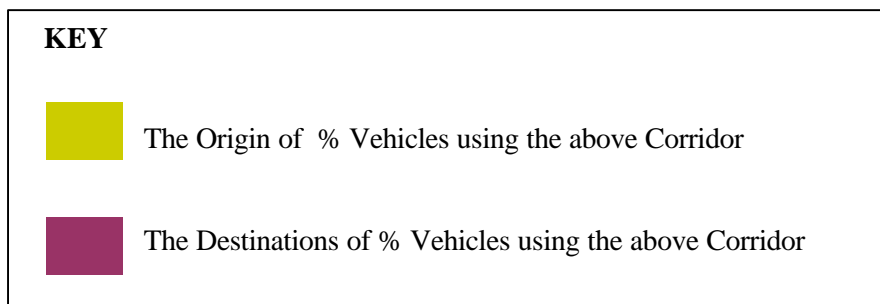 KEY
The Origin of % Vehicles using the above Corridor
The Destinations of % Vehicles using the above Corridor